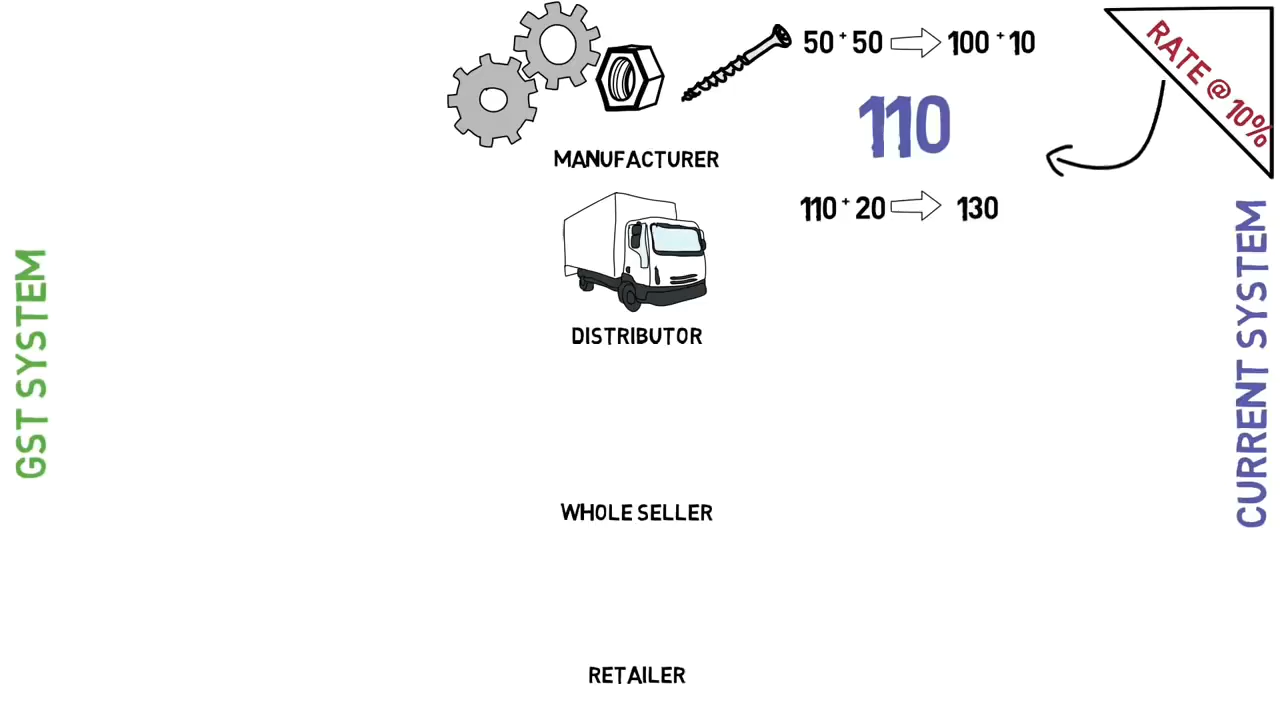 50 + 50 100 + 10
RATE @ 10%
110
MANUFACTURER
110 + 20 130
DISTRIBUTOR
GST SYSTEM
CURRENT SYSTEM
WHOLE SELLER
RETAILER